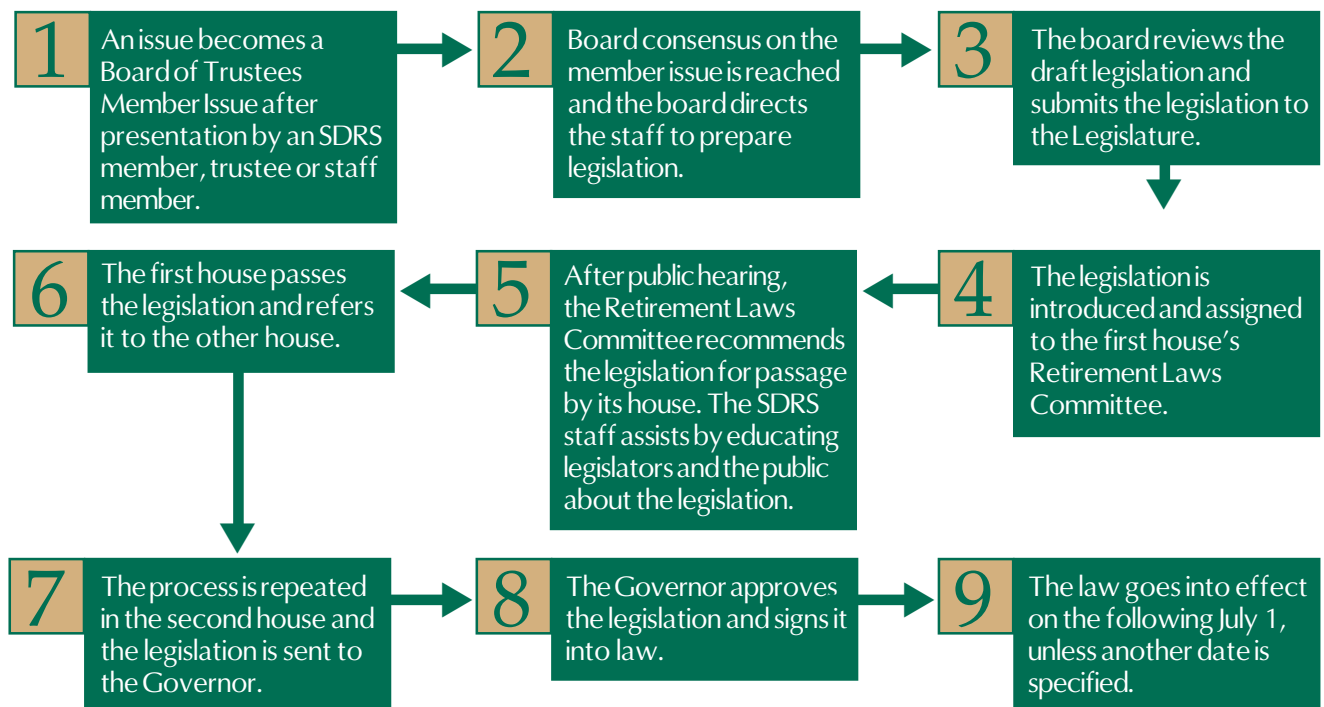 1
An issue becomes a
Board of Trustees
Member Issue after
presentation by an SDRS
member, trustee or staff
member.
2
Board consensus on the
member issue is reached
and the board directs
the staff to prepare
legislation.
3
The board reviews the
draft legislation and
submits the legislation to
the Legislature.
4
The legislation is
introduced and assigned
to the first house's
Retirement Laws
Committee.
5
After public hearing,
the Retirement Laws
Committee recommends
the legislation for passage
by its house. The SDRS
staff assists by educating
legislators and the public
about the legislation.
6
The first house passes
the legislation and refers
it to the other house.
7
The process is repeated
in the second house and
the legislation is sent to
the Governor.
8
The Governor approves
the legislation and signs it
into law.
9
The law goes into effect
on the following July 1,
unless another date is
specified.